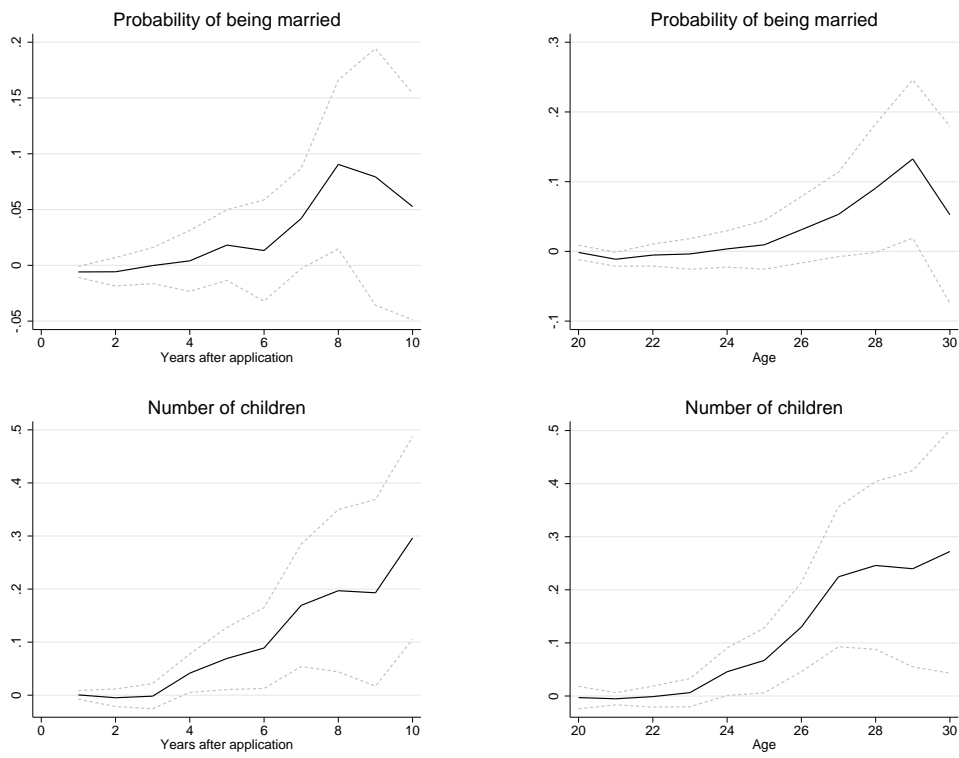 Probability of being married
.2
.15
.1
.05
0
-.05
0 2 4 6 8 10
Years after application
Probability of being married
.3
.2
.1
0
-.1
20 22 24 26 28 30
Age
Number of children
.5
.4
.3
.2
.1
0
0 2 4 6 8 10
Years after application
Number of children
.5
.4
.3
.2
.1
0
20 22 24 26 28 30
Age